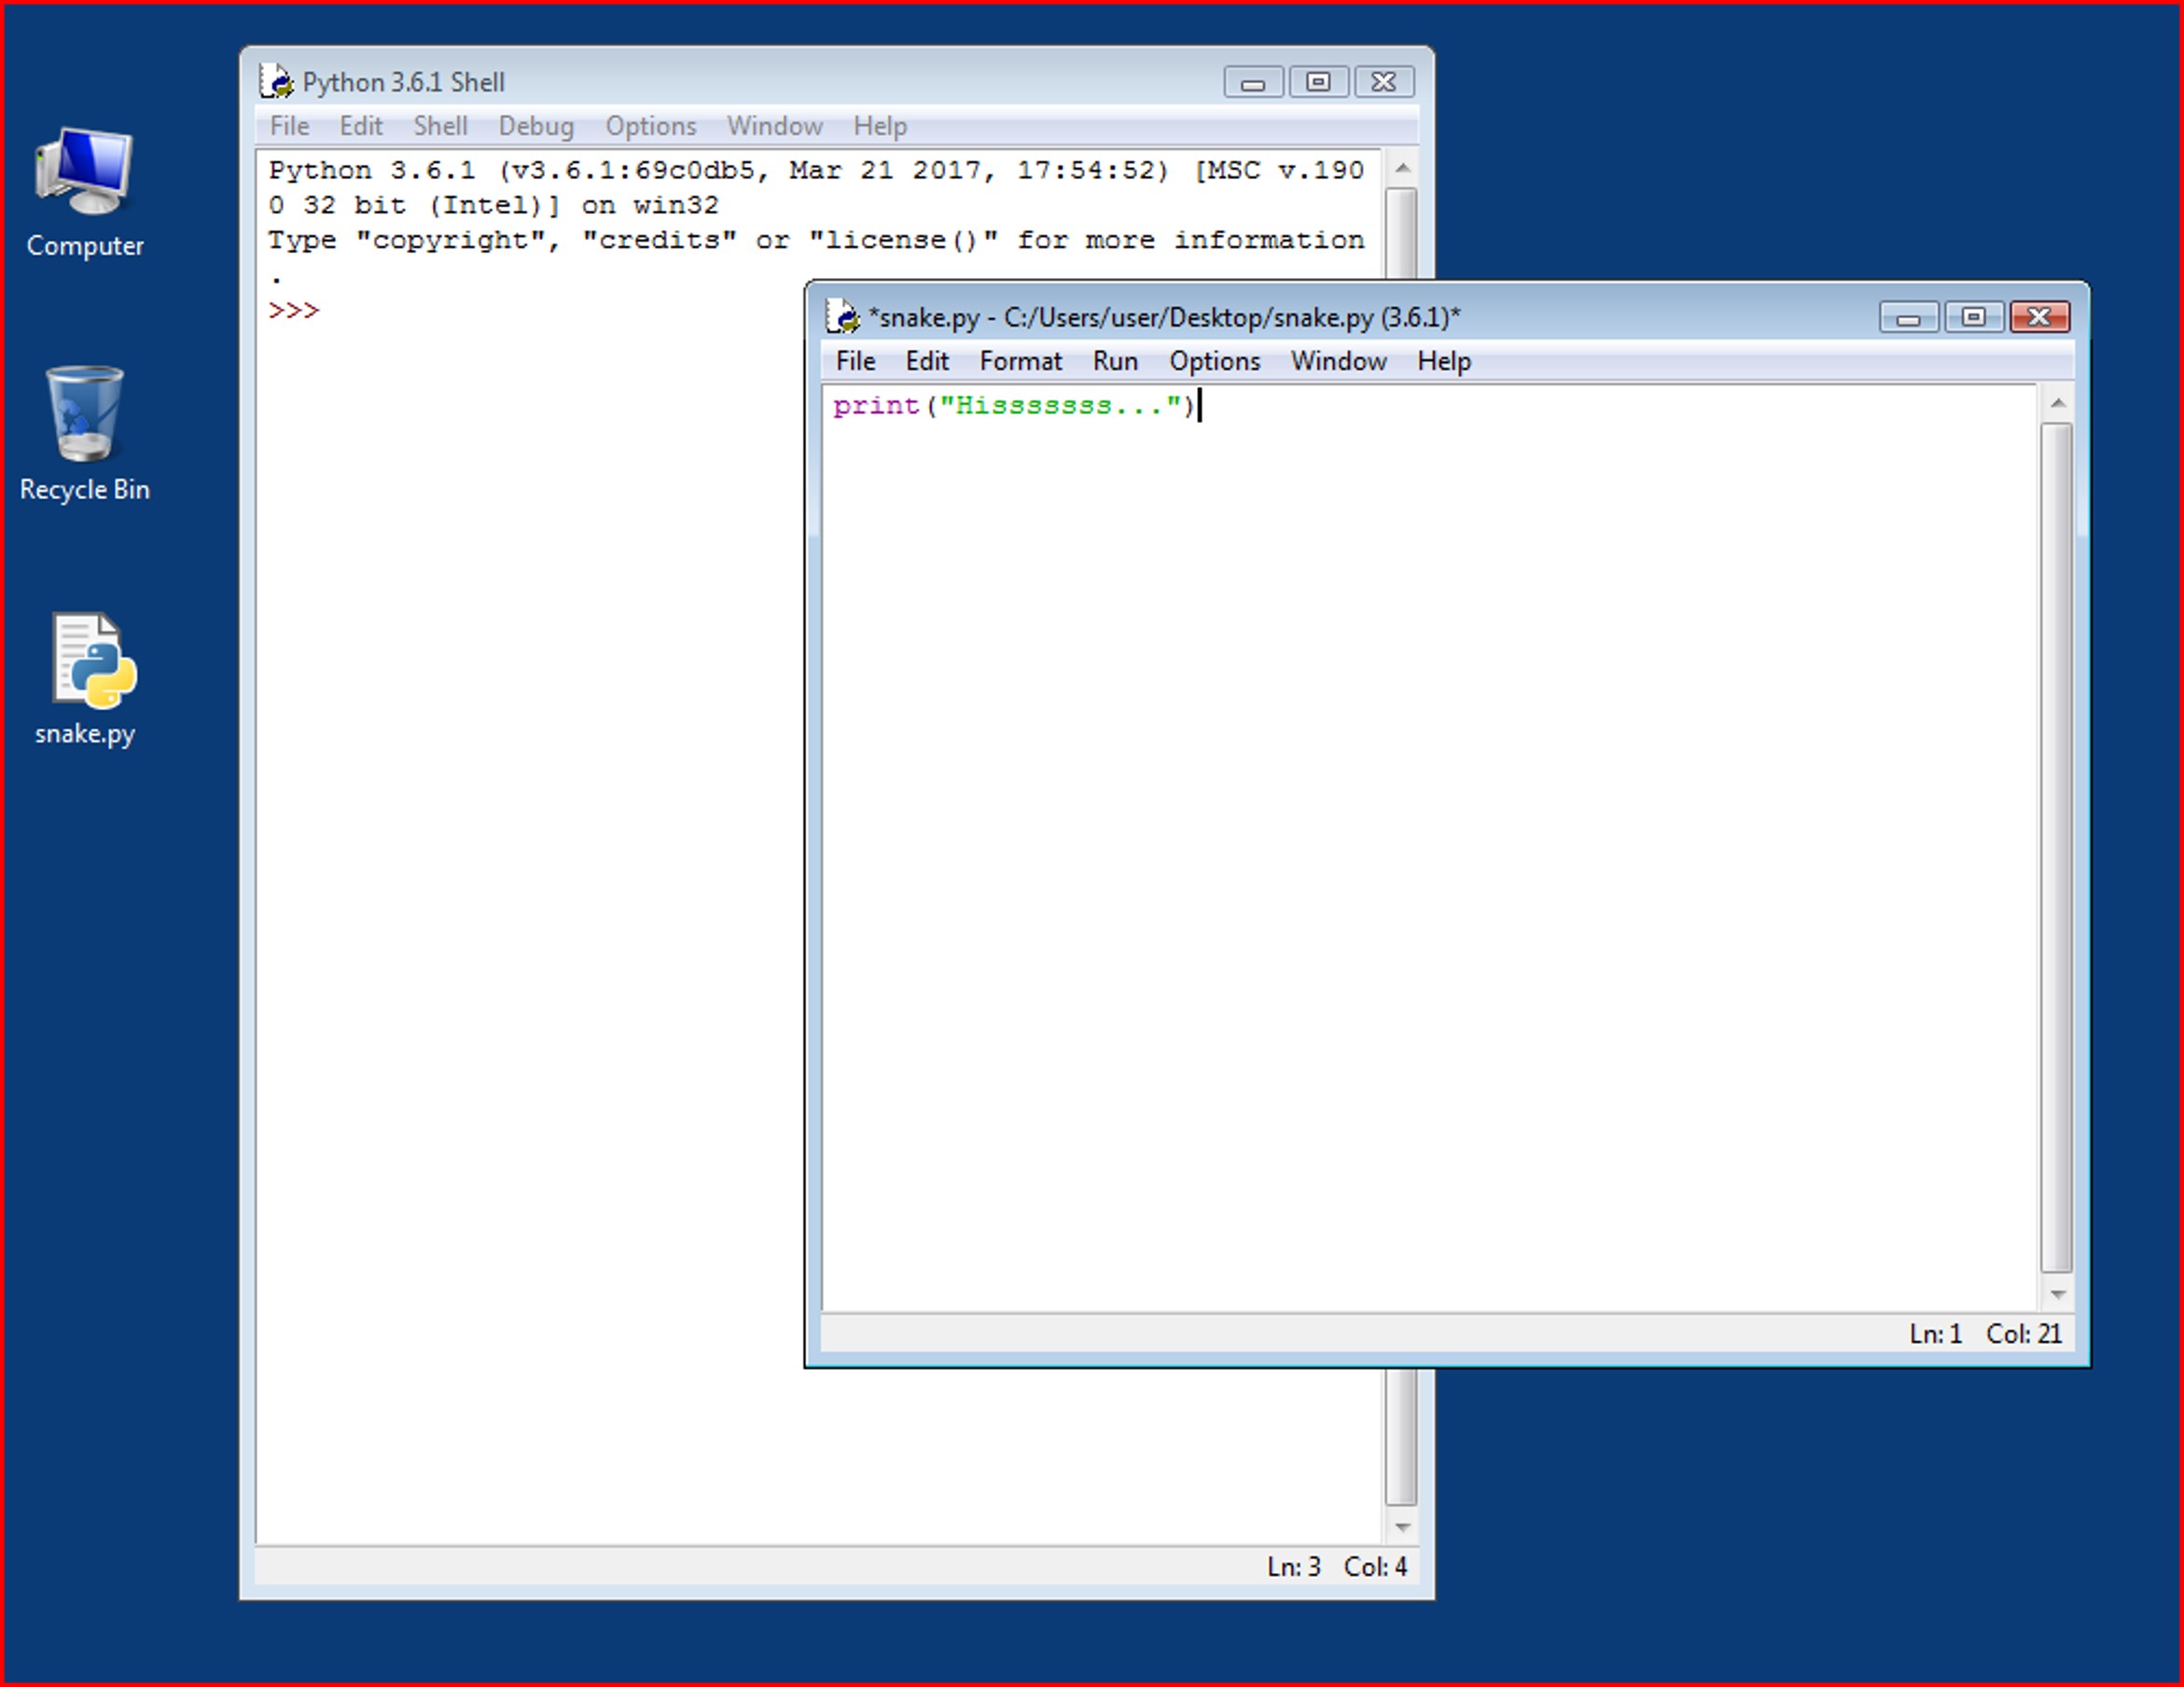 Python 3.6.1 Shell
File Edit Shell Debug Options Window Help
Python 3.6.1 (v3.6.1:69c0db5, Mar 21 2017, 17:54:52) [MSC v.190
0 32 bit (Intel)] on win32
Type "copyright", "credits" or "license()" for more information
.
>>>
Ln: 3 Col: 4
*snake.py - C:/Users/user/Desktop/snake.py (3.6.1)*
File Edit Format Run Options Window Help
print("Hisssssss...")
Ln: 1 Col: 21
Computer
Recycle Bin
snake.py